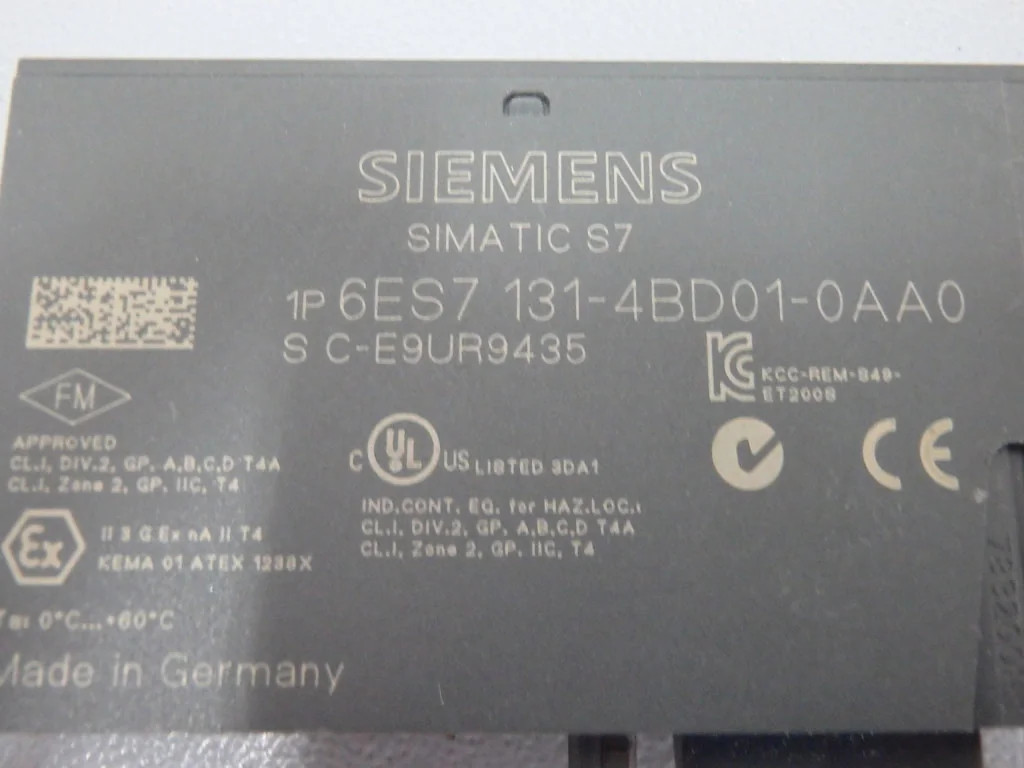 SIEMENS
SIMATIC S7
1P 6ES7 131-4BD01-0AA0
S C-E9UR9435
KCC-REM-S49-
ET200S
FM
APPROVED
CL.I, DIV.2, GP. A,B,C,D T4A
CL.I, Zone 2, GP. IIC, T4
C UL US LISTED 3DA1
IND.CONT. EQ. for HAZ.LOC.:
CL.I, DIV.2, GP. A,B,C,D T4A
CL.I, Zone 2, GP. IIC, T4
CE
Ex II 3 G Ex nA II T4
KEMA 01 ATEX 1238X
0°C...+60°C
Made in Germany